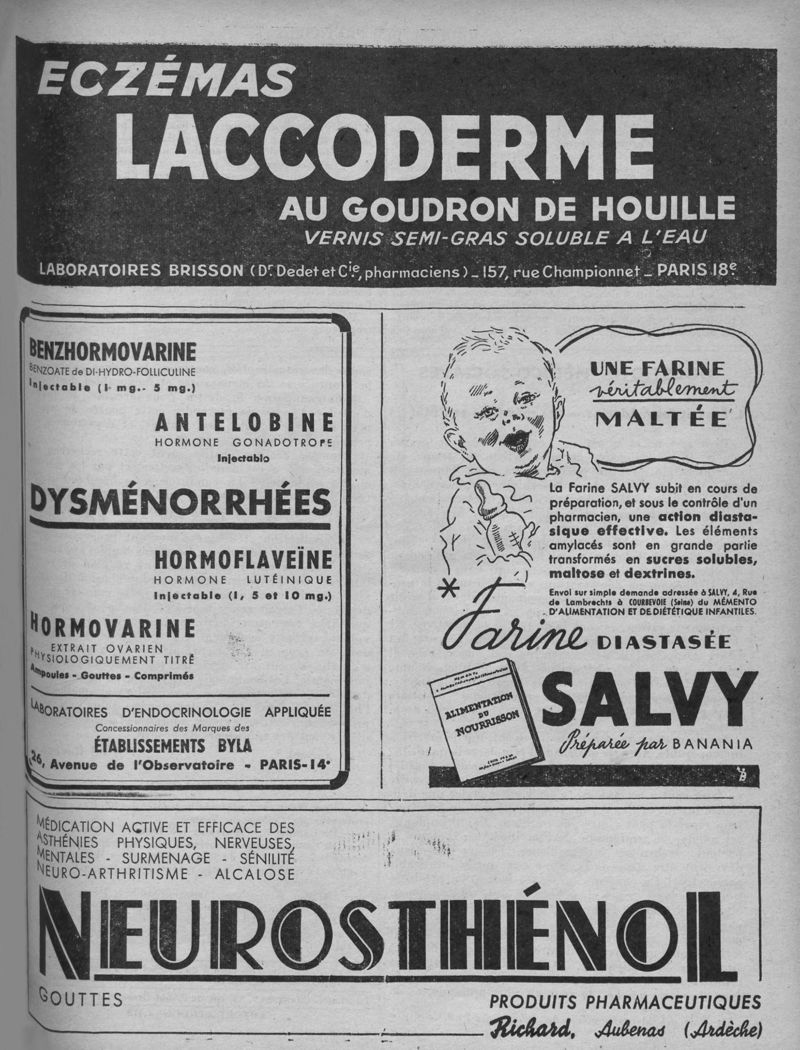 ECZÉMAS
LACCODERME
AU GOUDRON DE HOUILLE
VERNIS SEMI-GRAS SOLUBLE A L'EAU
LABORATOIRES BRISSON (Dr. Dedet et Cie, pharmaciens) _ 157, rue Championnet _ PARIS 18e
BENZHORMOVARINE
BENZOATE de DI-HYDRO-FOLLICULINE
Injectable (1 mg.- 5 mg.)
ANTELOBINE
HORMONE GONADOTROPE
Injectable
DYSMÉNORRHÉES
HORMOFLAVEÏNE
HORMONE LUTÉINIQUE
Injectable (1, 5 et 10 mg.)
HORMOVARINE
EXTRAIT OVARIEN
PHYSIOLOGIQUEMENT TITRÉ
Ampoules - Gouttes - Comprimés
LABORATOIRES D'ENDOCRINOLOGIE APPLIQUÉE
Concessionnaires des Marques des
ÉTABLISSEMENTS BYLA
26, Avenue de l'Observatoire - PARIS-14e
UNE FARINE
véritablement
MALTÉE
La Farine SALVY subit en cours de
préparation, et sous le contrôle d'un
pharmacien, une action diasta-
sique effective. Les éléments
amylacés sont en grande partie
transformés en sucres solubles,
maltose et dextrines.
Envoi sur simple demande adressée à SALVY, 4, Rue
de Lambrechts à COURBEVOIE (Seine) du MÉMENTO
D'ALIMENTATION ET DE DIÉTÉTIQUE INFANTILES.
* Farine DIASTASÉE
SALVY
Préparée par BANANIA
ALIMENTATION
DU
NOURRISSON
MÉDICATION ACTIVE ET EFFICACE DES
ASTHÉNIES PHYSIQUES, NERVEUSES,
MENTALES - SURMENAGE - SÉNILITÉ
NEURO-ARTHRITISME - ALCALOSE
NEUROSTHÉNOL
GOUTTES
PRODUITS PHARMACEUTIQUES
Richard, Aubenas (Ardèche)